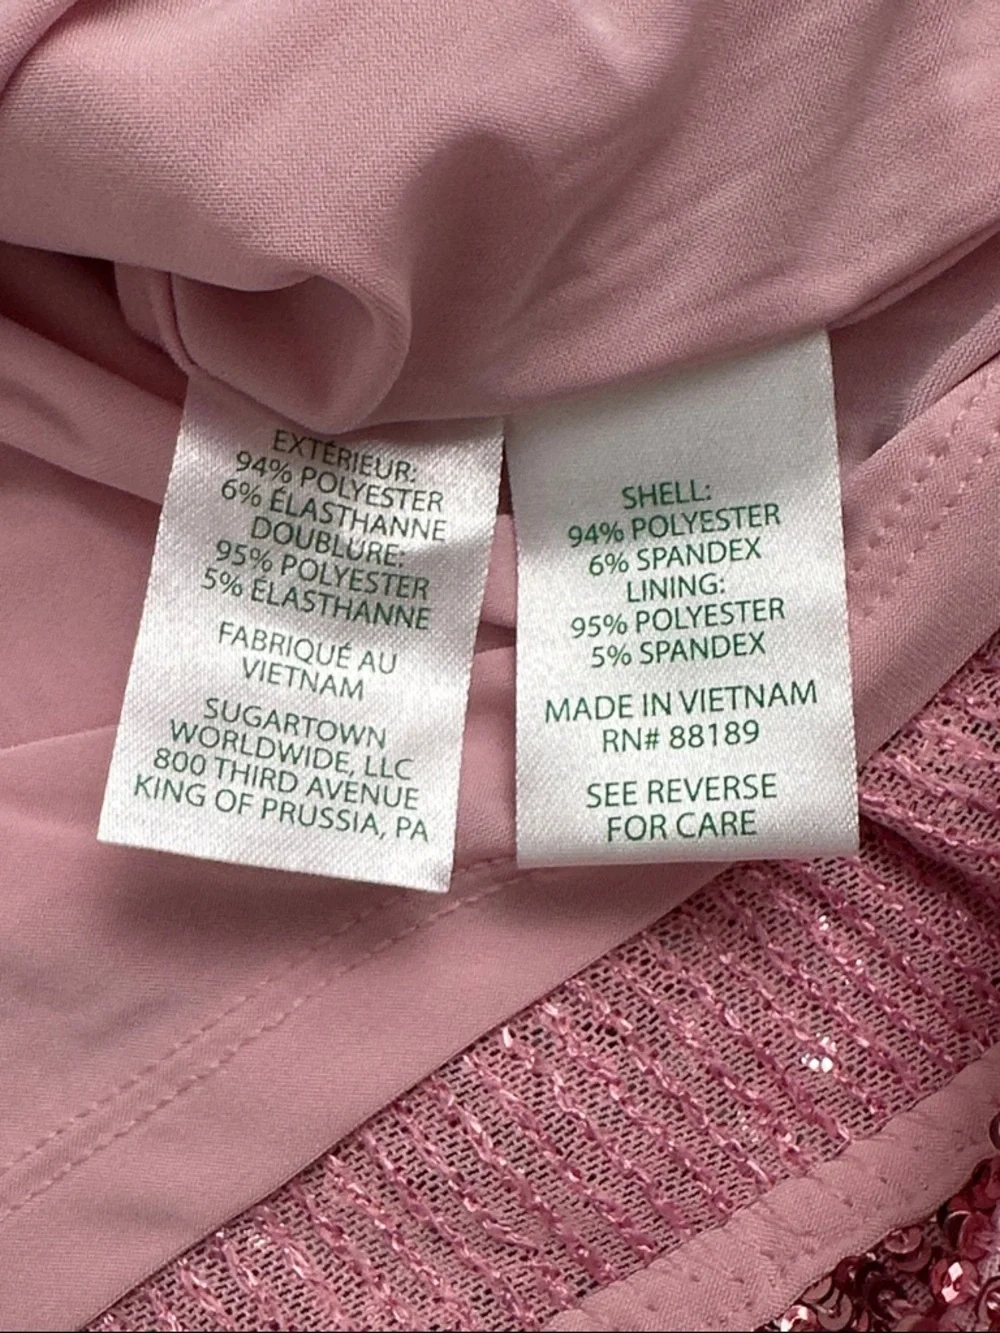 EXTÉRIEUR:
94% POLYESTER
6% ÉLASTHANNE
DOUBLURE:
95% POLYESTER
5% ÉLASTHANNE
FABRIQUÉ AU
VIETNAM
SUGARTOWN
WORLDWIDE, LLC
800 THIRD AVENUE
KING OF PRUSSIA, PA
SHELL:
94% POLYESTER
6% SPANDEX
LINING:
95% POLYESTER
5% SPANDEX
MADE IN VIETNAM
RN# 88189
SEE REVERSE
FOR CARE